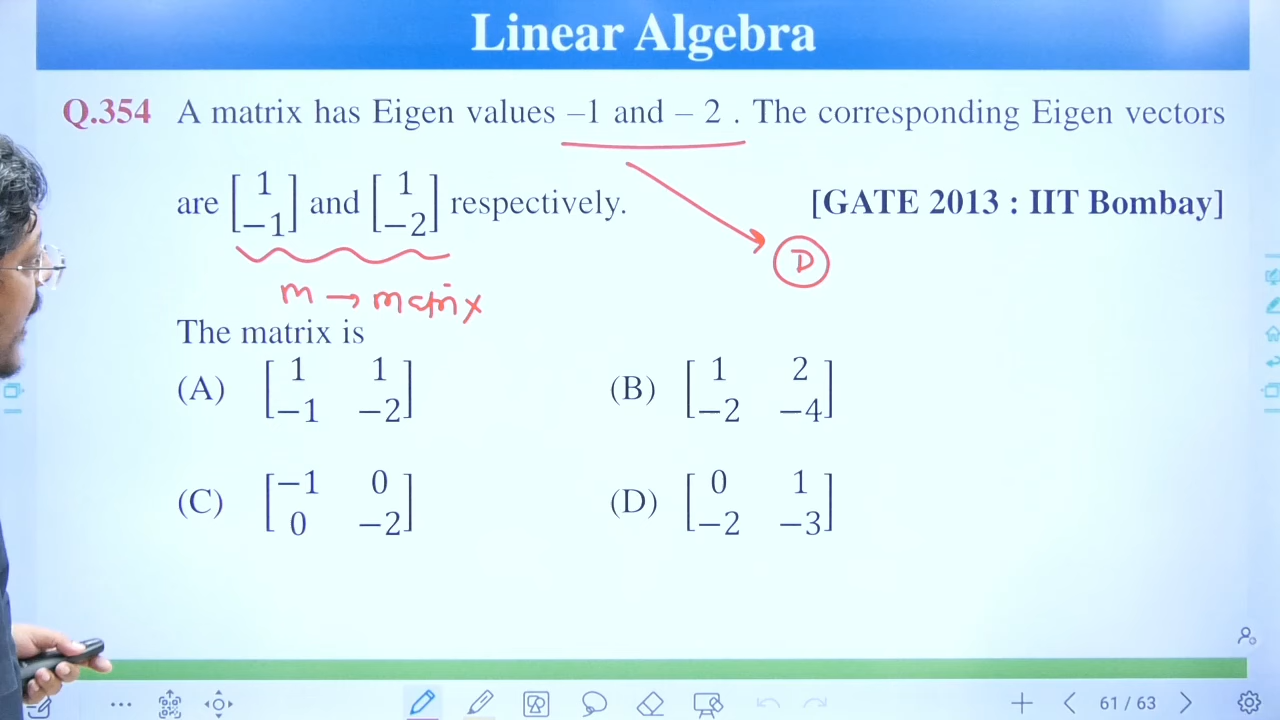 Linear Algebra
Q.354 A matrix has Eigen values –1 and – 2 . The corresponding Eigen vectors
are [1 −1] and [1 −2] respectively. [GATE 2013 : IIT Bombay]
D
m → matrix
The matrix is
(A) [1 1 −1 −2] (B) [1 2 −2 −4]
(C) [−1 0 0 −2] (D) [0 1 −2 −3]
61 / 63